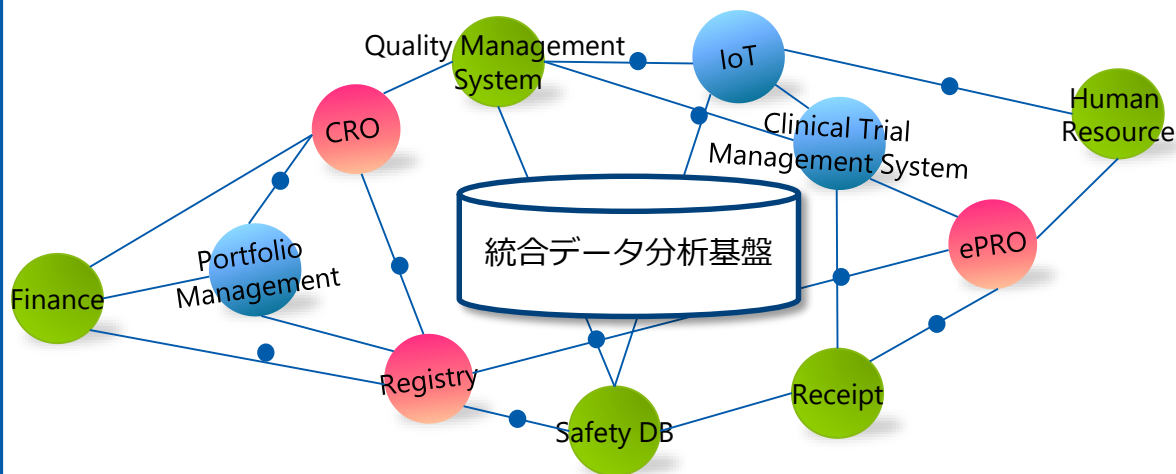 Quality Management
System
IoT
Human
Resource
CRO
Clinical Trial
Management System
ePRO
統合データ分析基盤
Portfolio
Management
Finance
Registry
Receipt
Safety DB